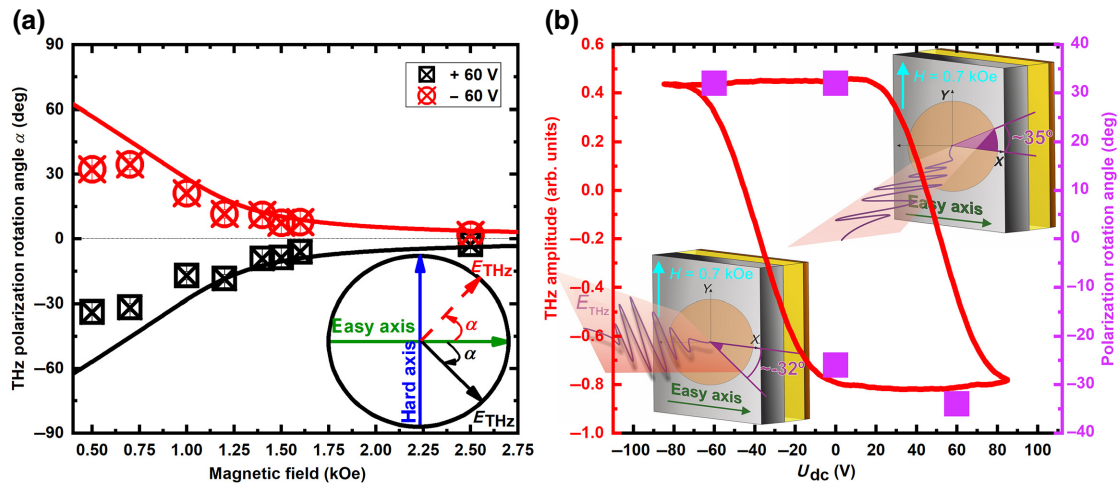 (a)
90
60
30
0
−30
−60
−90
THz polarization rotation angle α (deg)
0.50 0.75 1.00 1.25 1.50 1.75 2.00 2.25 2.50 2.75
Magnetic field (kOe)
+ 60 V
− 60 V
E_THz
Easy axis
α
α
Hard axis
E_THz
(b)
0.6
0.4
0.2
0.0
−0.2
−0.4
−0.6
−0.8
−1.0
THz amplitude (arb. units)
−100 −80 −60 −40 −20 0 20 40 60 80 100
U_dc (V)
40
30
20
10
0
−10
−20
−30
−40
Polarization rotation angle (deg)
H = 0.7 kOe
Y
~35º
X
Easy axis
H = 0.7 kOe
Y
E_THz
X
~-32º
Easy axis